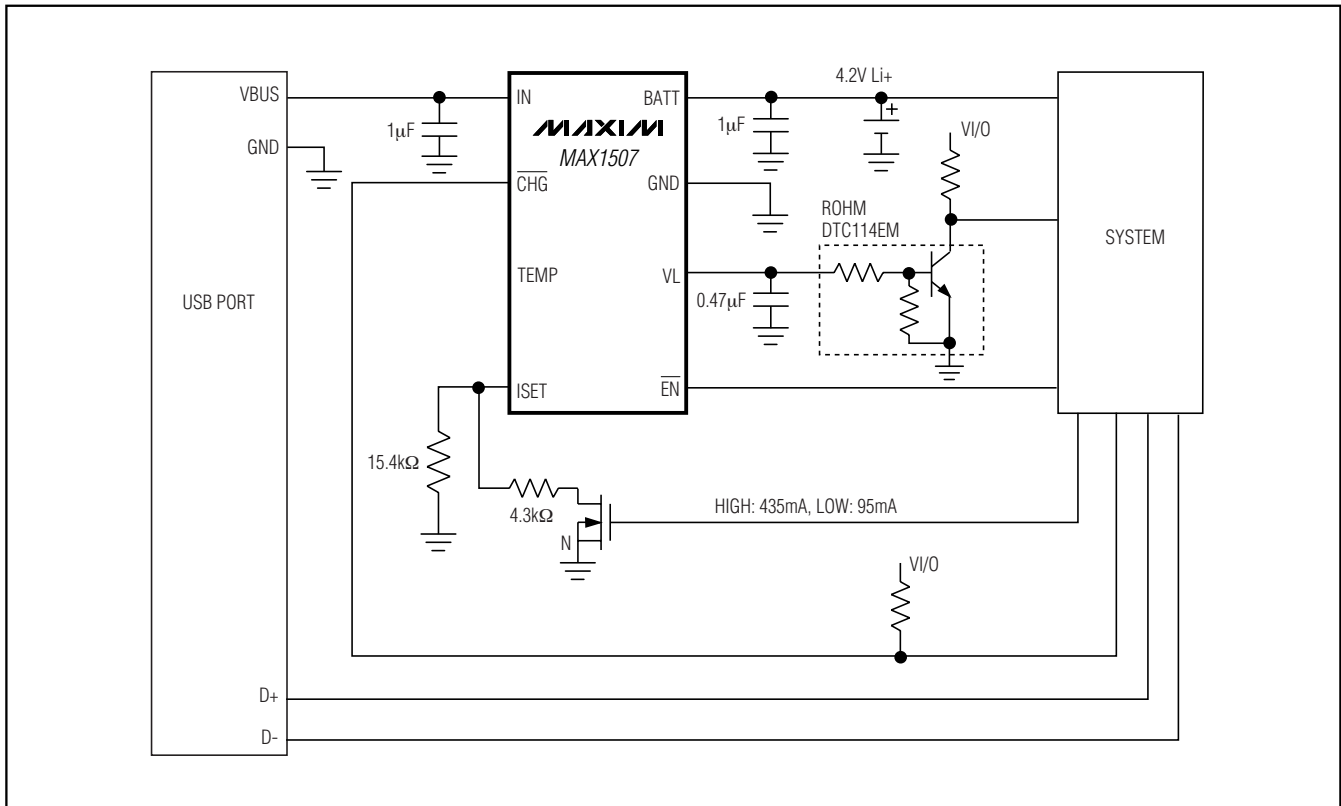 VBUS
GND
USB PORT
D+
D-
1μF
IN
CHG
TEMP
ISET
MAXIM
MAX1507
BATT
GND
VL
EN
1μF
4.2V Li+
+
VI/O
ROHM
DTC114EM
0.47μF
SYSTEM
15.4kΩ
4.3kΩ
N
HIGH: 435mA, LOW: 95mA
VI/O